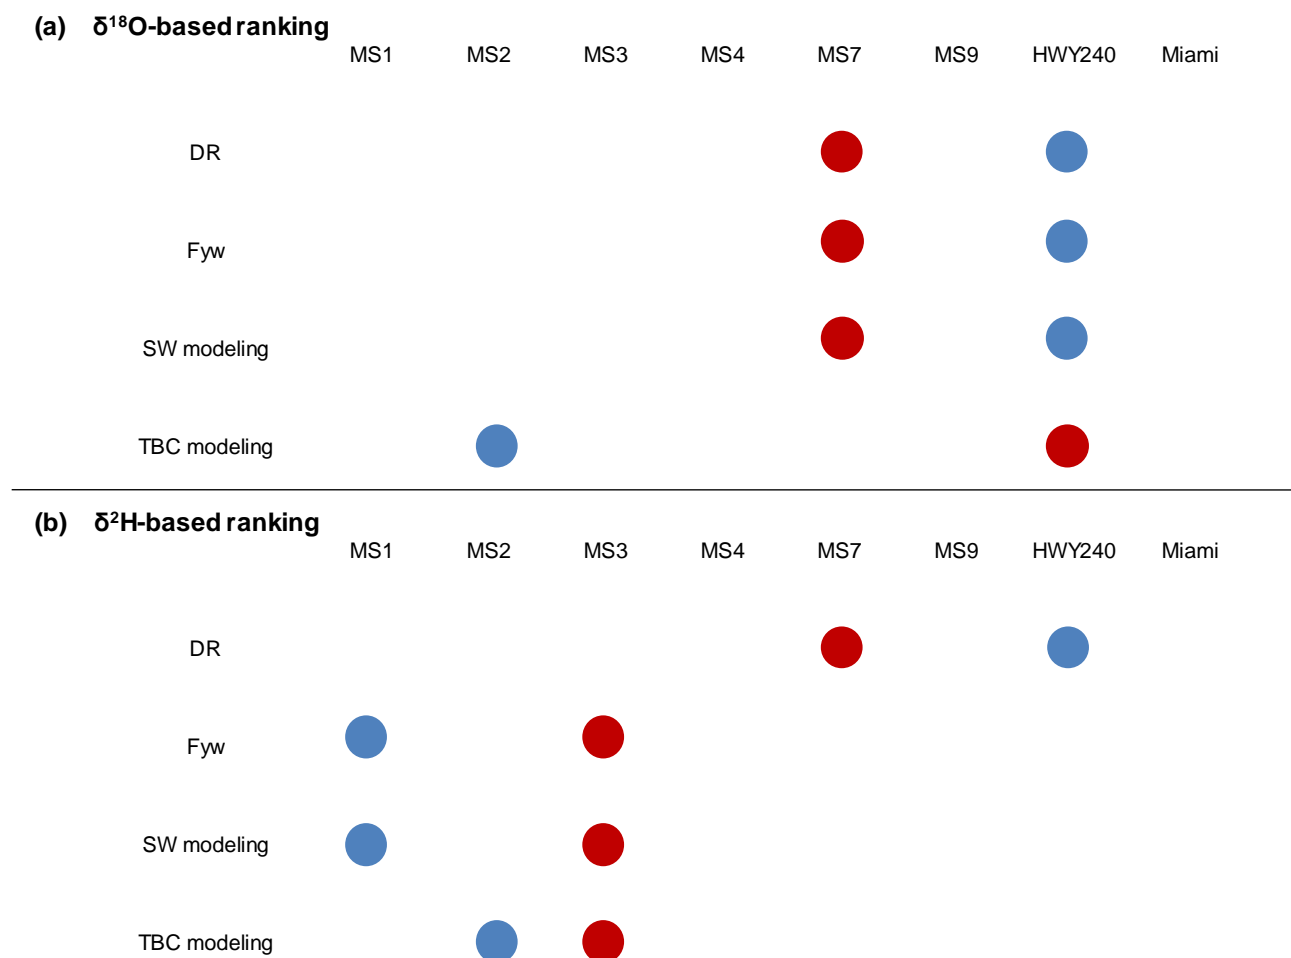 (a) δ¹⁸O-based ranking
MS1 MS2 MS3 MS4 MS7 MS9 HWY240 Miami
DR
Fyw
SW modeling
TBC modeling
(b) δ²H-based ranking
MS1 MS2 MS3 MS4 MS7 MS9 HWY240 Miami
DR
Fyw
SW modeling
TBC modeling